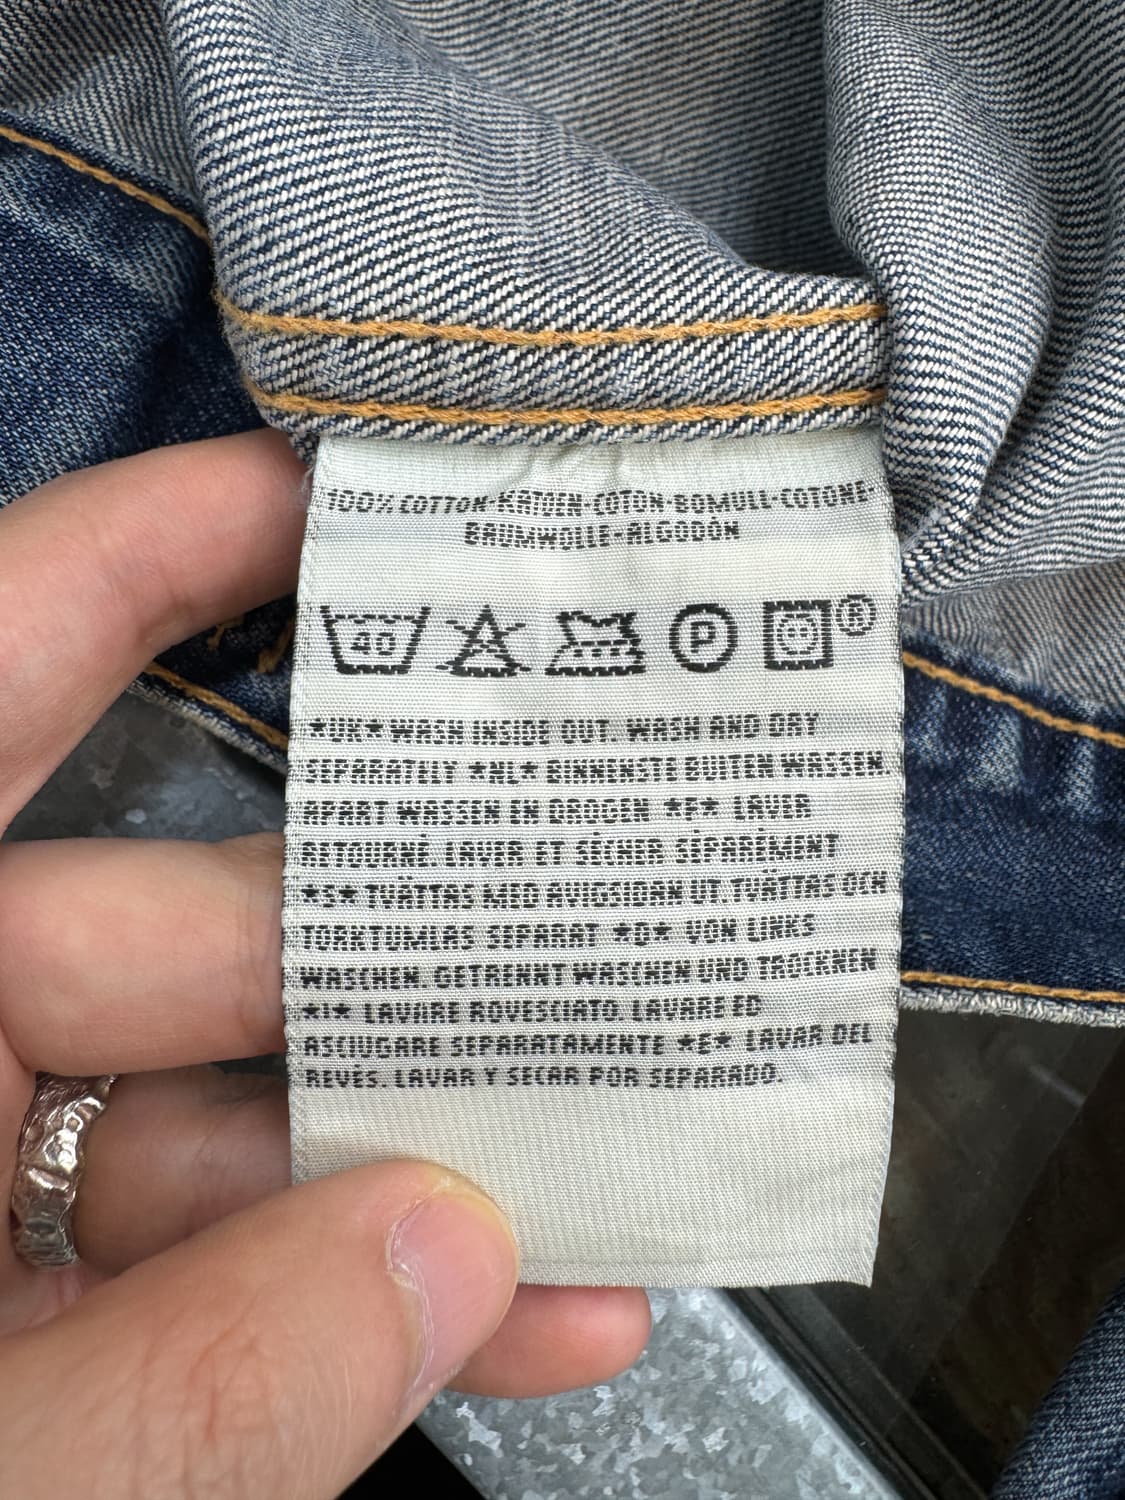 100% COTTON-KATOEN-COTON-BOMULL-COTONE-
BAUMWOLLE-ALGODÓN
40 P ®
*UK* WASH INSIDE OUT. WASH AND DRY
SEPARATELY *NL* BINNENSTE BUITEN WASSEN.
APART WASSEN EN DROGEN *F* LAVER
RETOURNÉ. LAVER ET SÉCHER SÉPARÉMENT
*S* TVÄTTAS MED AVIGSIDAN UT. TVÄTTAS OCH
TORKTUMLAS SEPARAT *D* VON LINKS
WASCHEN. GETRENNT WASCHEN UND TROCKNEN
*I* LAVARE ROVESCIATO. LAVARE ED
ASCIUGARE SEPARATAMENTE *E* LAVAR DEL
REVÉS. LAVAR Y SECAR POR SEPARADO.